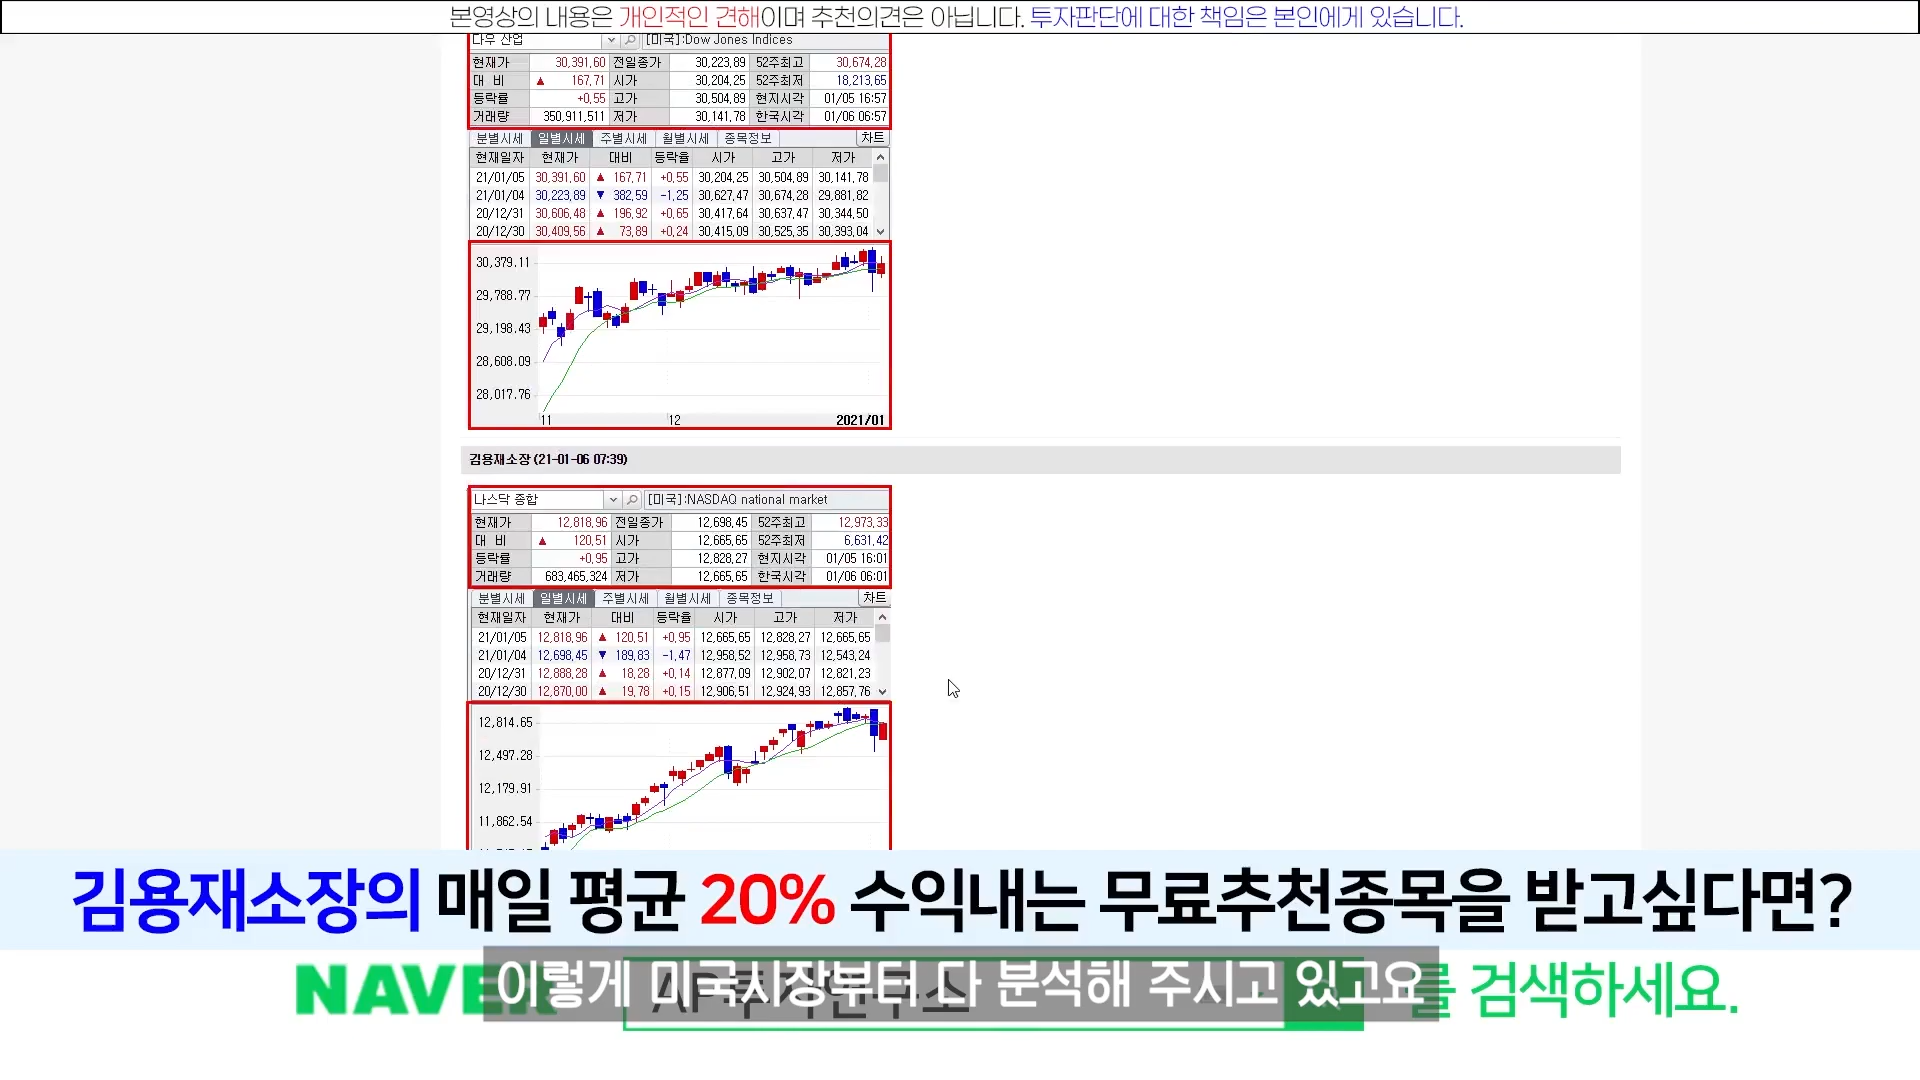 본영상의 내용은 개인적인 견해이며 추천의견은 아닙니다. 투자판단에 대한 책임은 본인에게 있습니다.
다우 산업 [미국]:Dow Jones Indices
현재가 30,391.60 전일종가 30,223.89 52주최고 30,674.28
대 비 ▲ 167.71 시가 30,204.25 52주최저 18,213.65
등락률 +0.55 고가 30,504.89 현지시각 01/05 16:57
거래량 350,911,511 저가 30,141.78 한국시각 01/06 06:57
분별시세 일별시세 주별시세 월별시세 종목정보 차트
현재일자 현재가 대비 등락율 시가 고가 저가
21/01/05 30,391.60 ▲ 167.71 +0.55 30,204.25 30,504.89 30,141.78
21/01/04 30,223.89 ▼ 382.59 -1.25 30,627.47 30,674.28 29,881.82
20/12/31 30,606.48 ▲ 196.92 +0.65 30,417.64 30,637.47 30,344.50
20/12/30 30,409.56 ▲ 73.89 +0.24 30,415.09 30,525.35 30,393.04
30,379.11
29,788.77
29,198.43
28,608.09
28,017.76
11 12 2021/01
김용재소장 (21-01-06 07:39)
나스닥 종합 [미국]:NASDAQ national market
현재가 12,818.96 전일종가 12,698.45 52주최고 12,973.33
대 비 ▲ 120.51 시가 12,665.65 52주최저 6,631.42
등락률 +0.95 고가 12,828.27 현지시각 01/05 16:01
거래량 683,465,324 저가 12,665.65 한국시각 01/06 06:01
분별시세 일별시세 주별시세 월별시세 종목정보 차트
현재일자 현재가 대비 등락율 시가 고가 저가
21/01/05 12,818.96 ▲ 120.51 +0.95 12,665.65 12,828.27 12,665.65
21/01/04 12,698.45 ▼ 189.83 -1.47 12,958.52 12,958.73 12,543.24
20/12/31 12,888.28 ▲ 18.28 +0.14 12,877.09 12,902.07 12,821.23
20/12/30 12,870.00 ▲ 19.78 +0.15 12,906.51 12,924.93 12,857.76
12,814.65
12,497.28
12,179.91
11,862.54
김용재소장의 매일 평균 20% 수익내는 무료추천종목을 받고싶다면?
NAVER AP투자연구소 를 검색하세요.
이렇게 미국시장부터 다 분석해 주시고 있고요